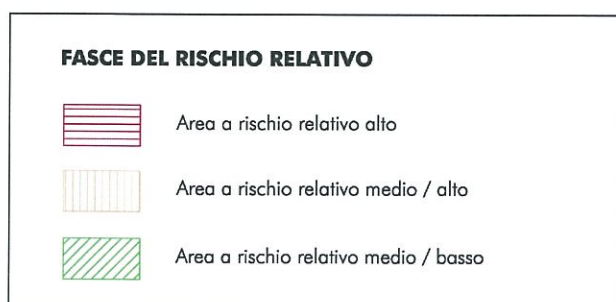 FASCE DEL RISCHIO RELATIVO
Area a rischio relativo alto
Area a rischio relativo medio / alto
Area a rischio relativo medio / basso